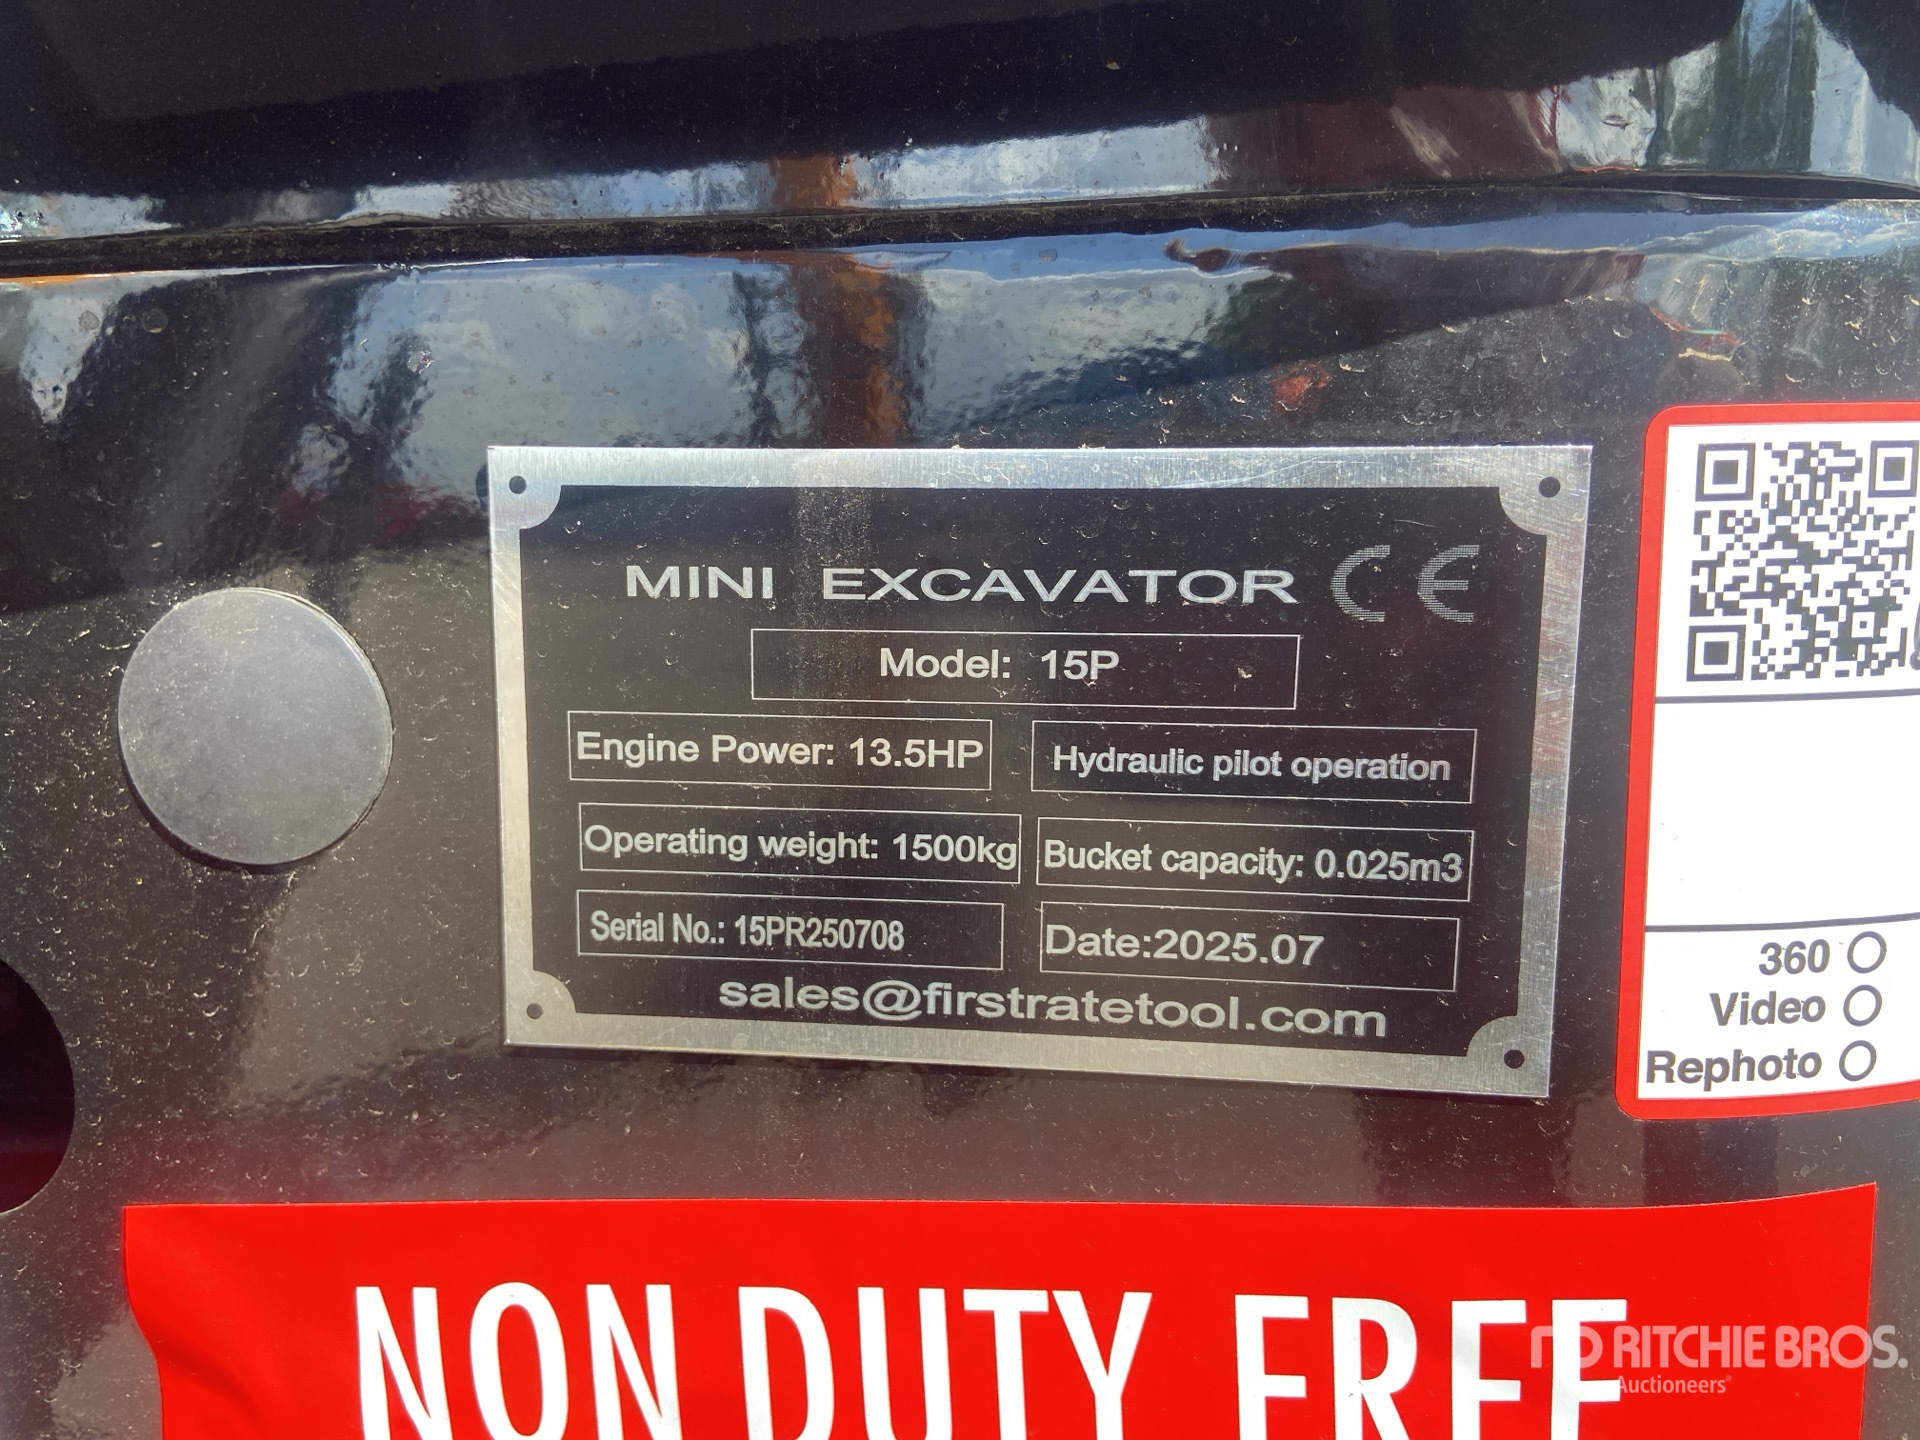 MINI EXCAVATOR CE
Model: 15P
Engine Power: 13.5HP
Hydraulic pilot operation
Operating weight: 1500kg
Bucket capacity: 0.025m3
Serial No.: 15PR250708
Date:2025.07
sales@firstratetool.com
360
Video
Rephoto
NON DUTY FREE
RITCHIE BROS.
Auctioneers®